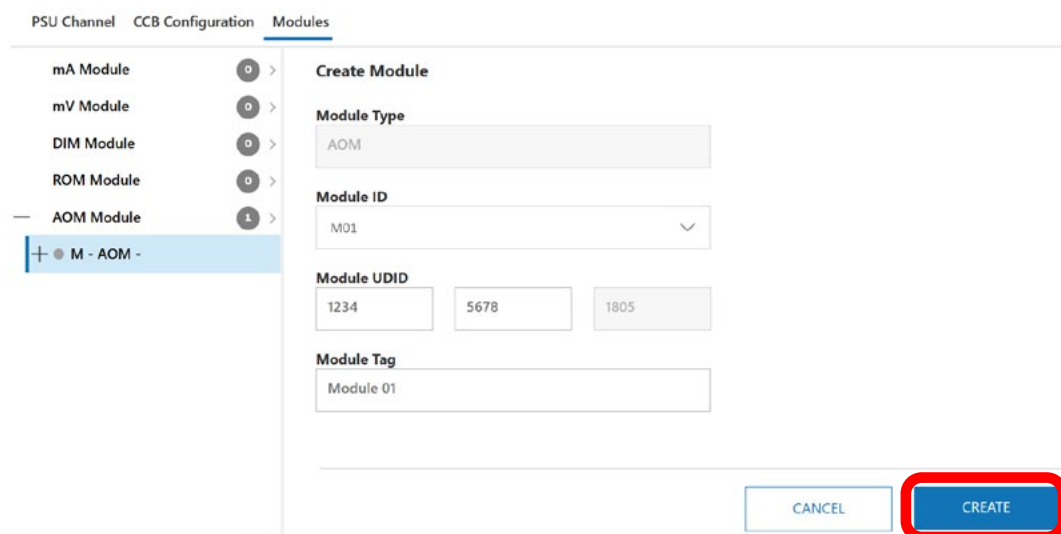 PSU Channel CCB Configuration Modules
mA Module 0
mV Module 0
DIM Module 0
ROM Module 0
AOM Module 1
M - AOM -
Create Module
Module Type
AOM
Module ID
M01
Module UDID
1234 5678 1805
Module Tag
Module 01
CANCEL CREATE